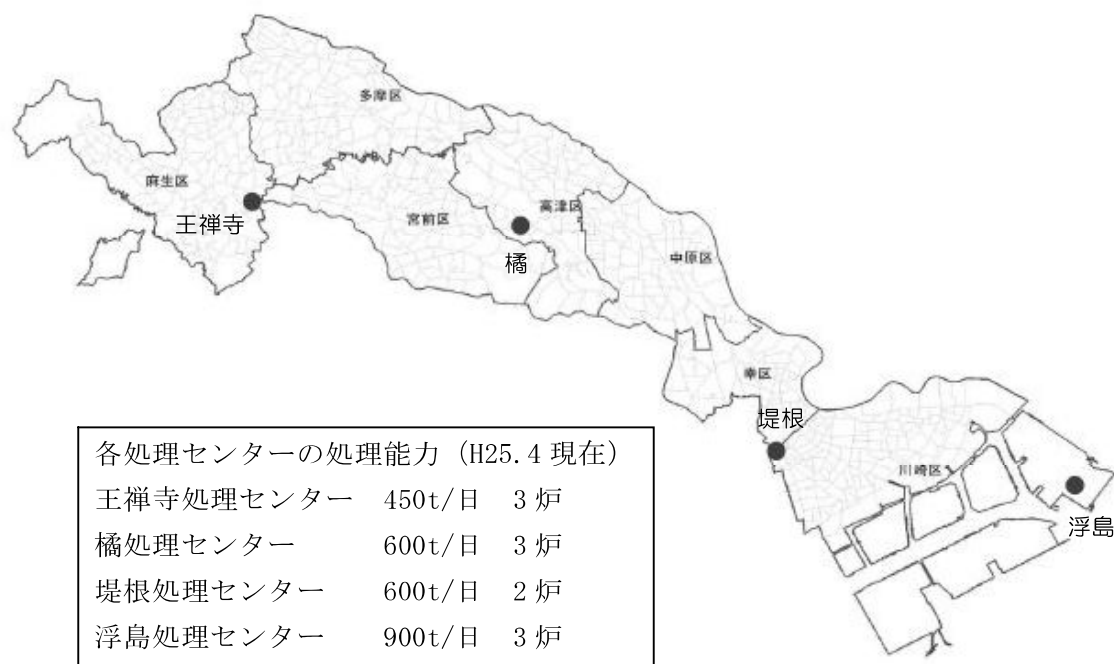 多摩区
麻生区
王禅寺
宮前区
高津区
橘
中原区
幸区
堤根
川崎区
浮島
各処理センターの処理能力（H25.4 現在）
王禅寺処理センター 450t/日 3 炉
橘処理センター 600t/日 3 炉
堤根処理センター 600t/日 2 炉
浮島処理センター 900t/日 3 炉